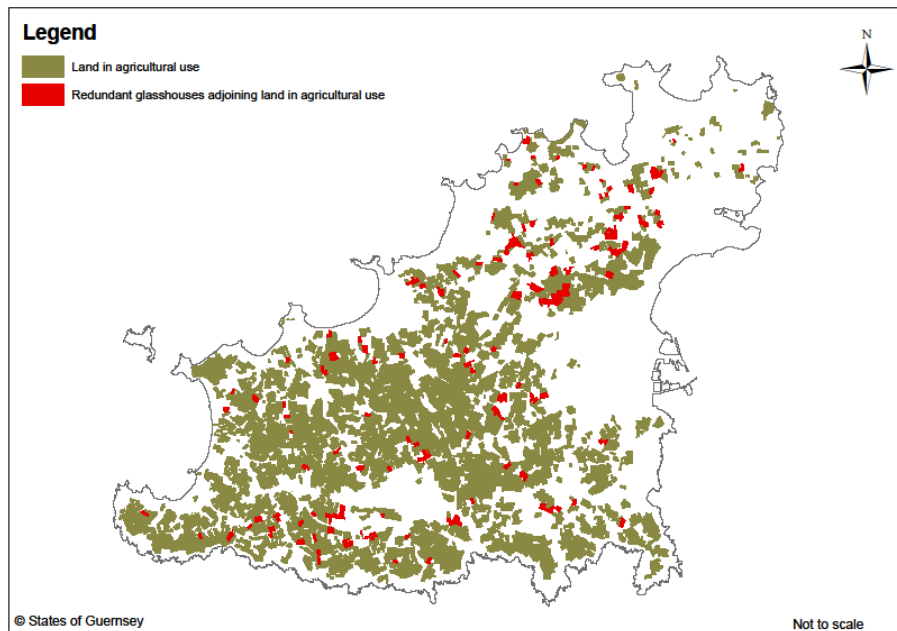 Legend
Land in agricultural use
Redundant glasshouses adjoining land in agricultural use
N
© States of Guernsey
Not to scale